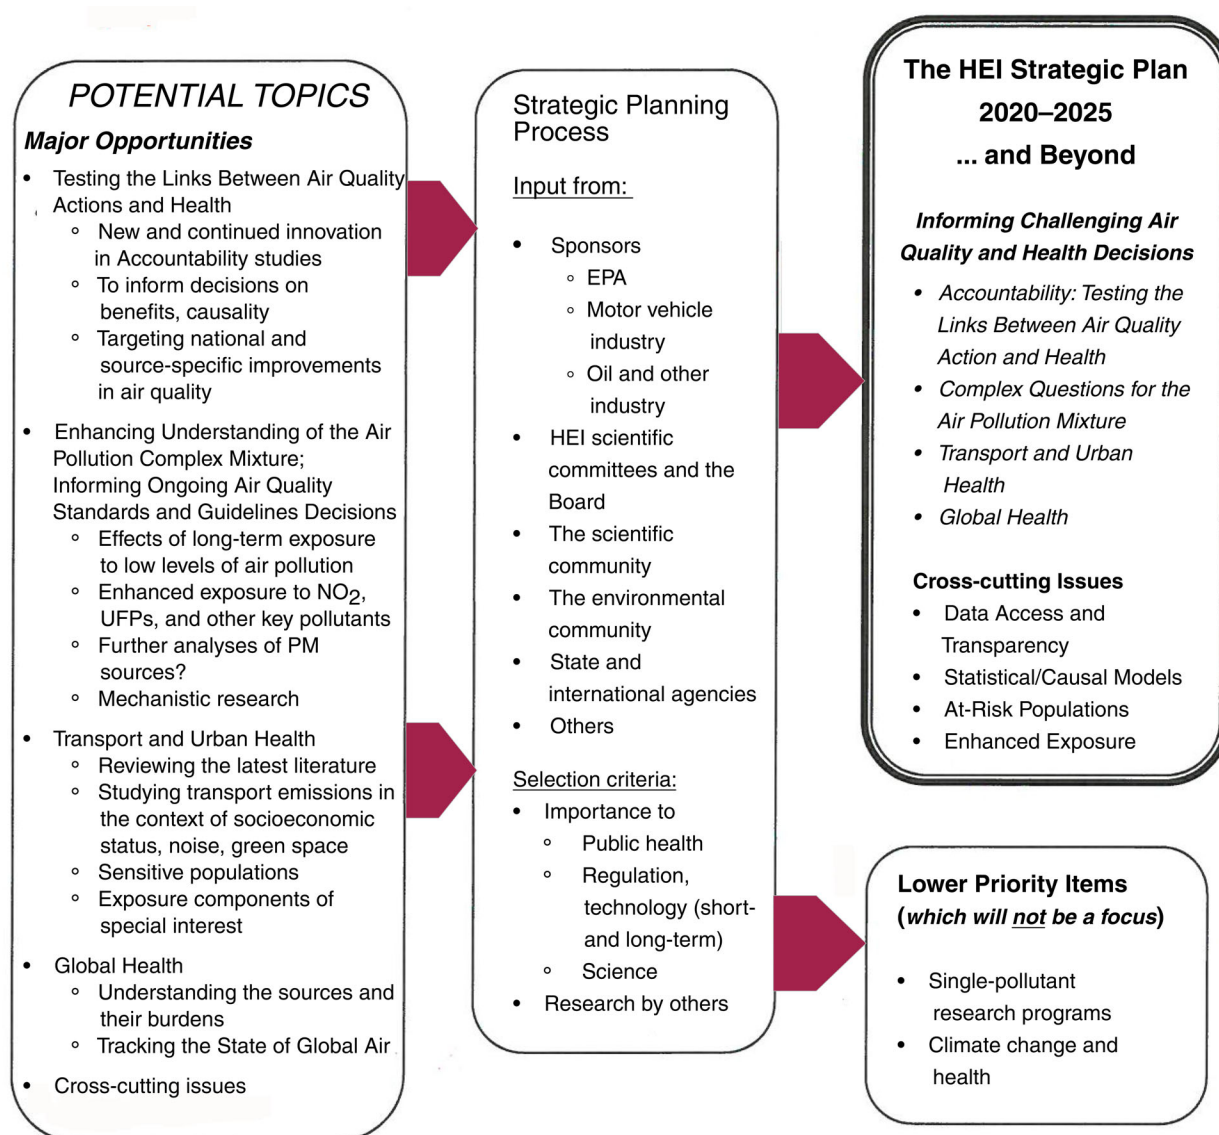 POTENTIAL TOPICS
Major Opportunities
• Testing the Links Between Air Quality
Actions and Health
○ New and continued innovation
in Accountability studies
○ To inform decisions on
benefits, causality
○ Targeting national and
source-specific improvements
in air quality
• Enhancing Understanding of the Air
Pollution Complex Mixture;
Informing Ongoing Air Quality
Standards and Guidelines Decisions
○ Effects of long-term exposure
to low levels of air pollution
○ Enhanced exposure to NO2,
UFPs, and other key pollutants
○ Further analyses of PM
sources?
○ Mechanistic research
• Transport and Urban Health
○ Reviewing the latest literature
○ Studying transport emissions in
the context of socioeconomic
status, noise, green space
○ Sensitive populations
○ Exposure components of
special interest
• Global Health
○ Understanding the sources and
their burdens
○ Tracking the State of Global Air
• Cross-cutting issues
Strategic Planning
Process
Input from:
• Sponsors
○ EPA
○ Motor vehicle
industry
○ Oil and other
industry
• HEI scientific
committees and the
Board
• The scientific
community
• The environmental
community
• State and
international agencies
• Others
Selection criteria:
• Importance to
○ Public health
○ Regulation,
technology (short-
and long-term)
○ Science
• Research by others
The HEI Strategic Plan
2020–2025
... and Beyond
Informing Challenging Air
Quality and Health Decisions
• Accountability: Testing the
Links Between Air Quality
Action and Health
• Complex Questions for the
Air Pollution Mixture
• Transport and Urban
Health
• Global Health
Cross-cutting Issues
• Data Access and
Transparency
• Statistical/Causal Models
• At-Risk Populations
• Enhanced Exposure
Lower Priority Items
(which will not be a focus)
• Single-pollutant
research programs
• Climate change and
health